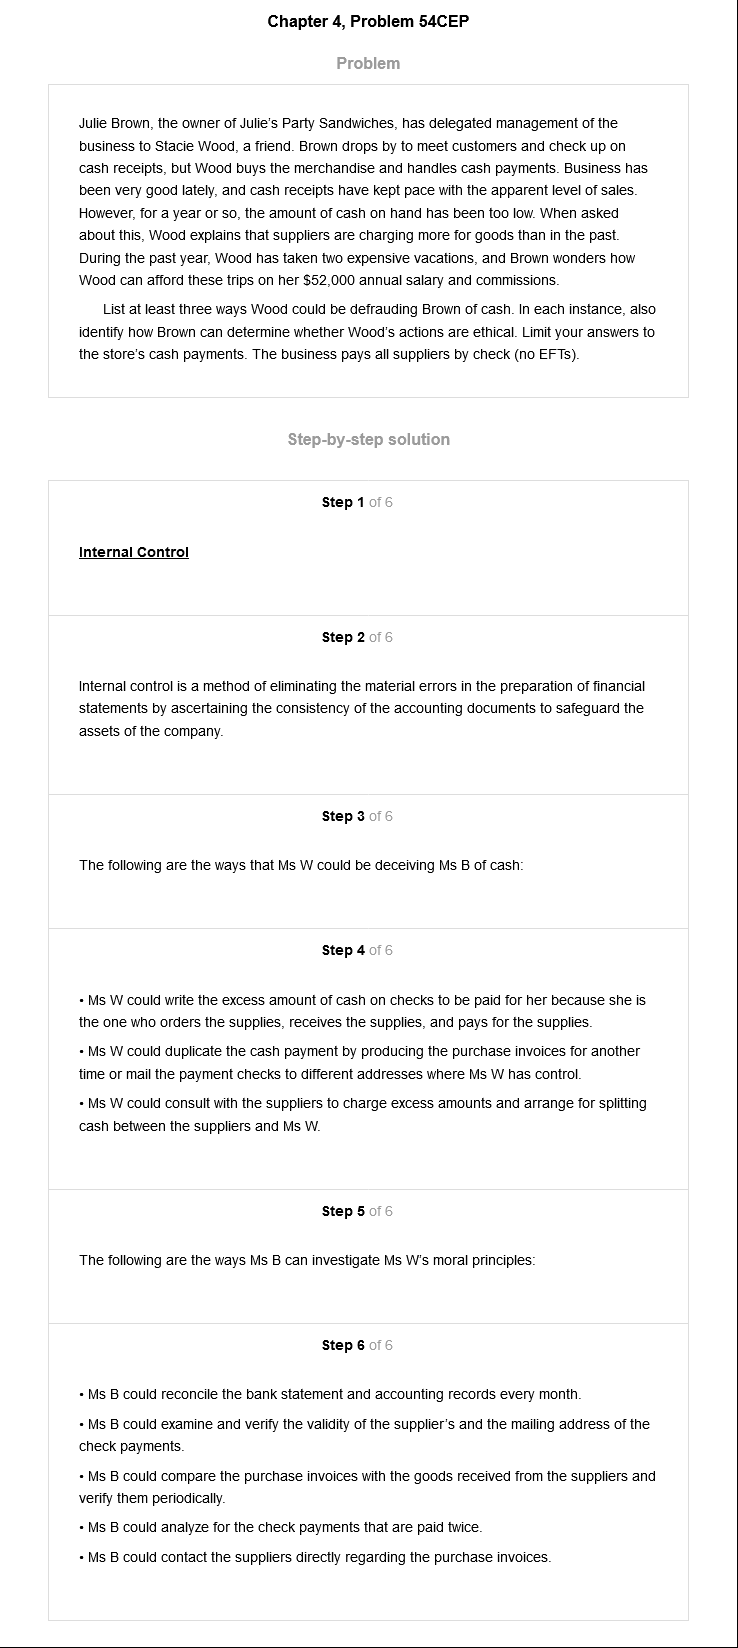 Chapter 4, Problem 54CEP
Problem
Julie Brown, the owner of Julie's Party Sandwiches, has delegated management of the
business to Stacie Wood, a friend. Brown drops by to meet customers and check up on
cash receipts, but Wood buys the merchandise and handles cash payments. Business has
been very good lately, and cash receipts have kept pace with the apparent level of sales.
However, for a year or so, the amount of cash on hand has been too low. When asked
about this, Wood explains that suppliers are charging more for goods than in the past.
During the past year, Wood has taken two expensive vacations, and Brown wonders how
Wood can afford these trips on her $52,000 annual salary and commissions.
List at least three ways Wood could be defrauding Brown of cash. In each instance, also
identify how Brown can determine whether Wood's actions are ethical. Limit your answers to
the store's cash payments. The business pays all suppliers by check (no EFTs).
Step-by-step solution
Step 1 of 6
Internal Control
Step 2 of 6
Internal control is a method of eliminating the material errors in the preparation of financial
statements by ascertaining the consistency of the accounting documents to safeguard the
assets of the company.
Step 3 of 6
The following are the ways that Ms W could be deceiving Ms B of cash:
Step 4 of 6
• Ms W could write the excess amount of cash on checks to be paid for her because she is
the one who orders the supplies, receives the supplies, and pays for the supplies.
• Ms W could duplicate the cash payment by producing the purchase invoices for another
time or mail the payment checks to different addresses where Ms W has control.
• Ms W could consult with the suppliers to charge excess amounts and arrange for splitting
cash between the suppliers and Ms W.
Step 5 of 6
The following are the ways Ms B can investigate Ms W's moral principles:
Step 6 of 6
• Ms B could reconcile the bank statement and accounting records every month.
• Ms B could examine and verify the validity of the supplier's and the mailing address of the
check payments.
• Ms B could compare the purchase invoices with the goods received from the suppliers and
verify them periodically.
• Ms B could analyze for the check payments that are paid twice.
• Ms B could contact the suppliers directly regarding the purchase invoices.